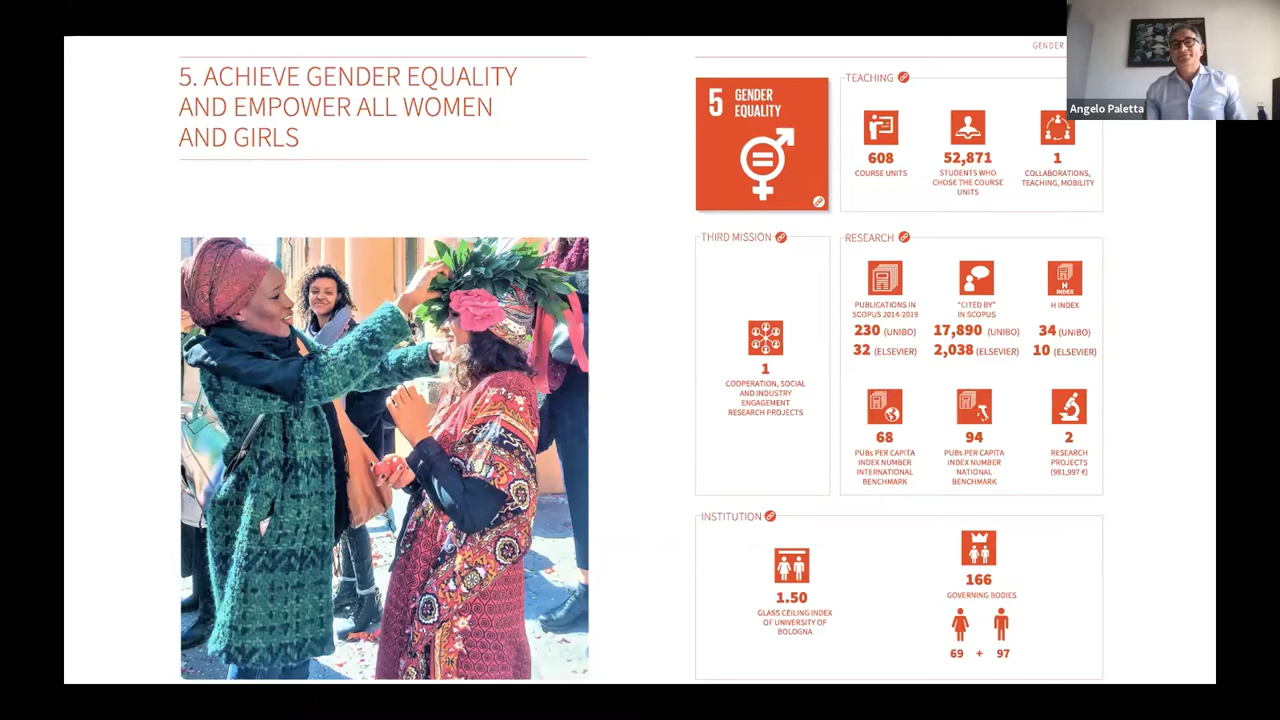 5. ACHIEVE GENDER EQUALITY
AND EMPOWER ALL WOMEN
AND GIRLS
GENDER
Angelo Paletta
5 GENDER
EQUALITY
TEACHING
608
COURSE UNITS
52,871
STUDENTS WHO
CHOSE THE COURSE
UNITS
1
COLLABORATIONS,
TEACHING, MOBILITY
THIRD MISSION
1
COOPERATION, SOCIAL
AND INDUSTRY
ENGAGEMENT
RESEARCH PROJECTS
RESEARCH
PUBLICATIONS IN
SCOPUS 2014-2019
230 (UNIBO)
32 (ELSEVIER)
"CITED BY"
IN SCOPUS
17,890 (UNIBO)
2,038 (ELSEVIER)
H
INDEX
H INDEX
34 (UNIBO)
10 (ELSEVIER)
68
PUBs PER CAPITA
INDEX NUMBER
INTERNATIONAL
BENCHMARK
94
PUBs PER CAPITA
INDEX NUMBER
NATIONAL
BENCHMARK
2
RESEARCH
PROJECTS
(981,997 €)
INSTITUTION
1.50
GLASS CEILING INDEX
OF UNIVERSITY OF
BOLOGNA
166
GOVERNING BODIES
69 + 97